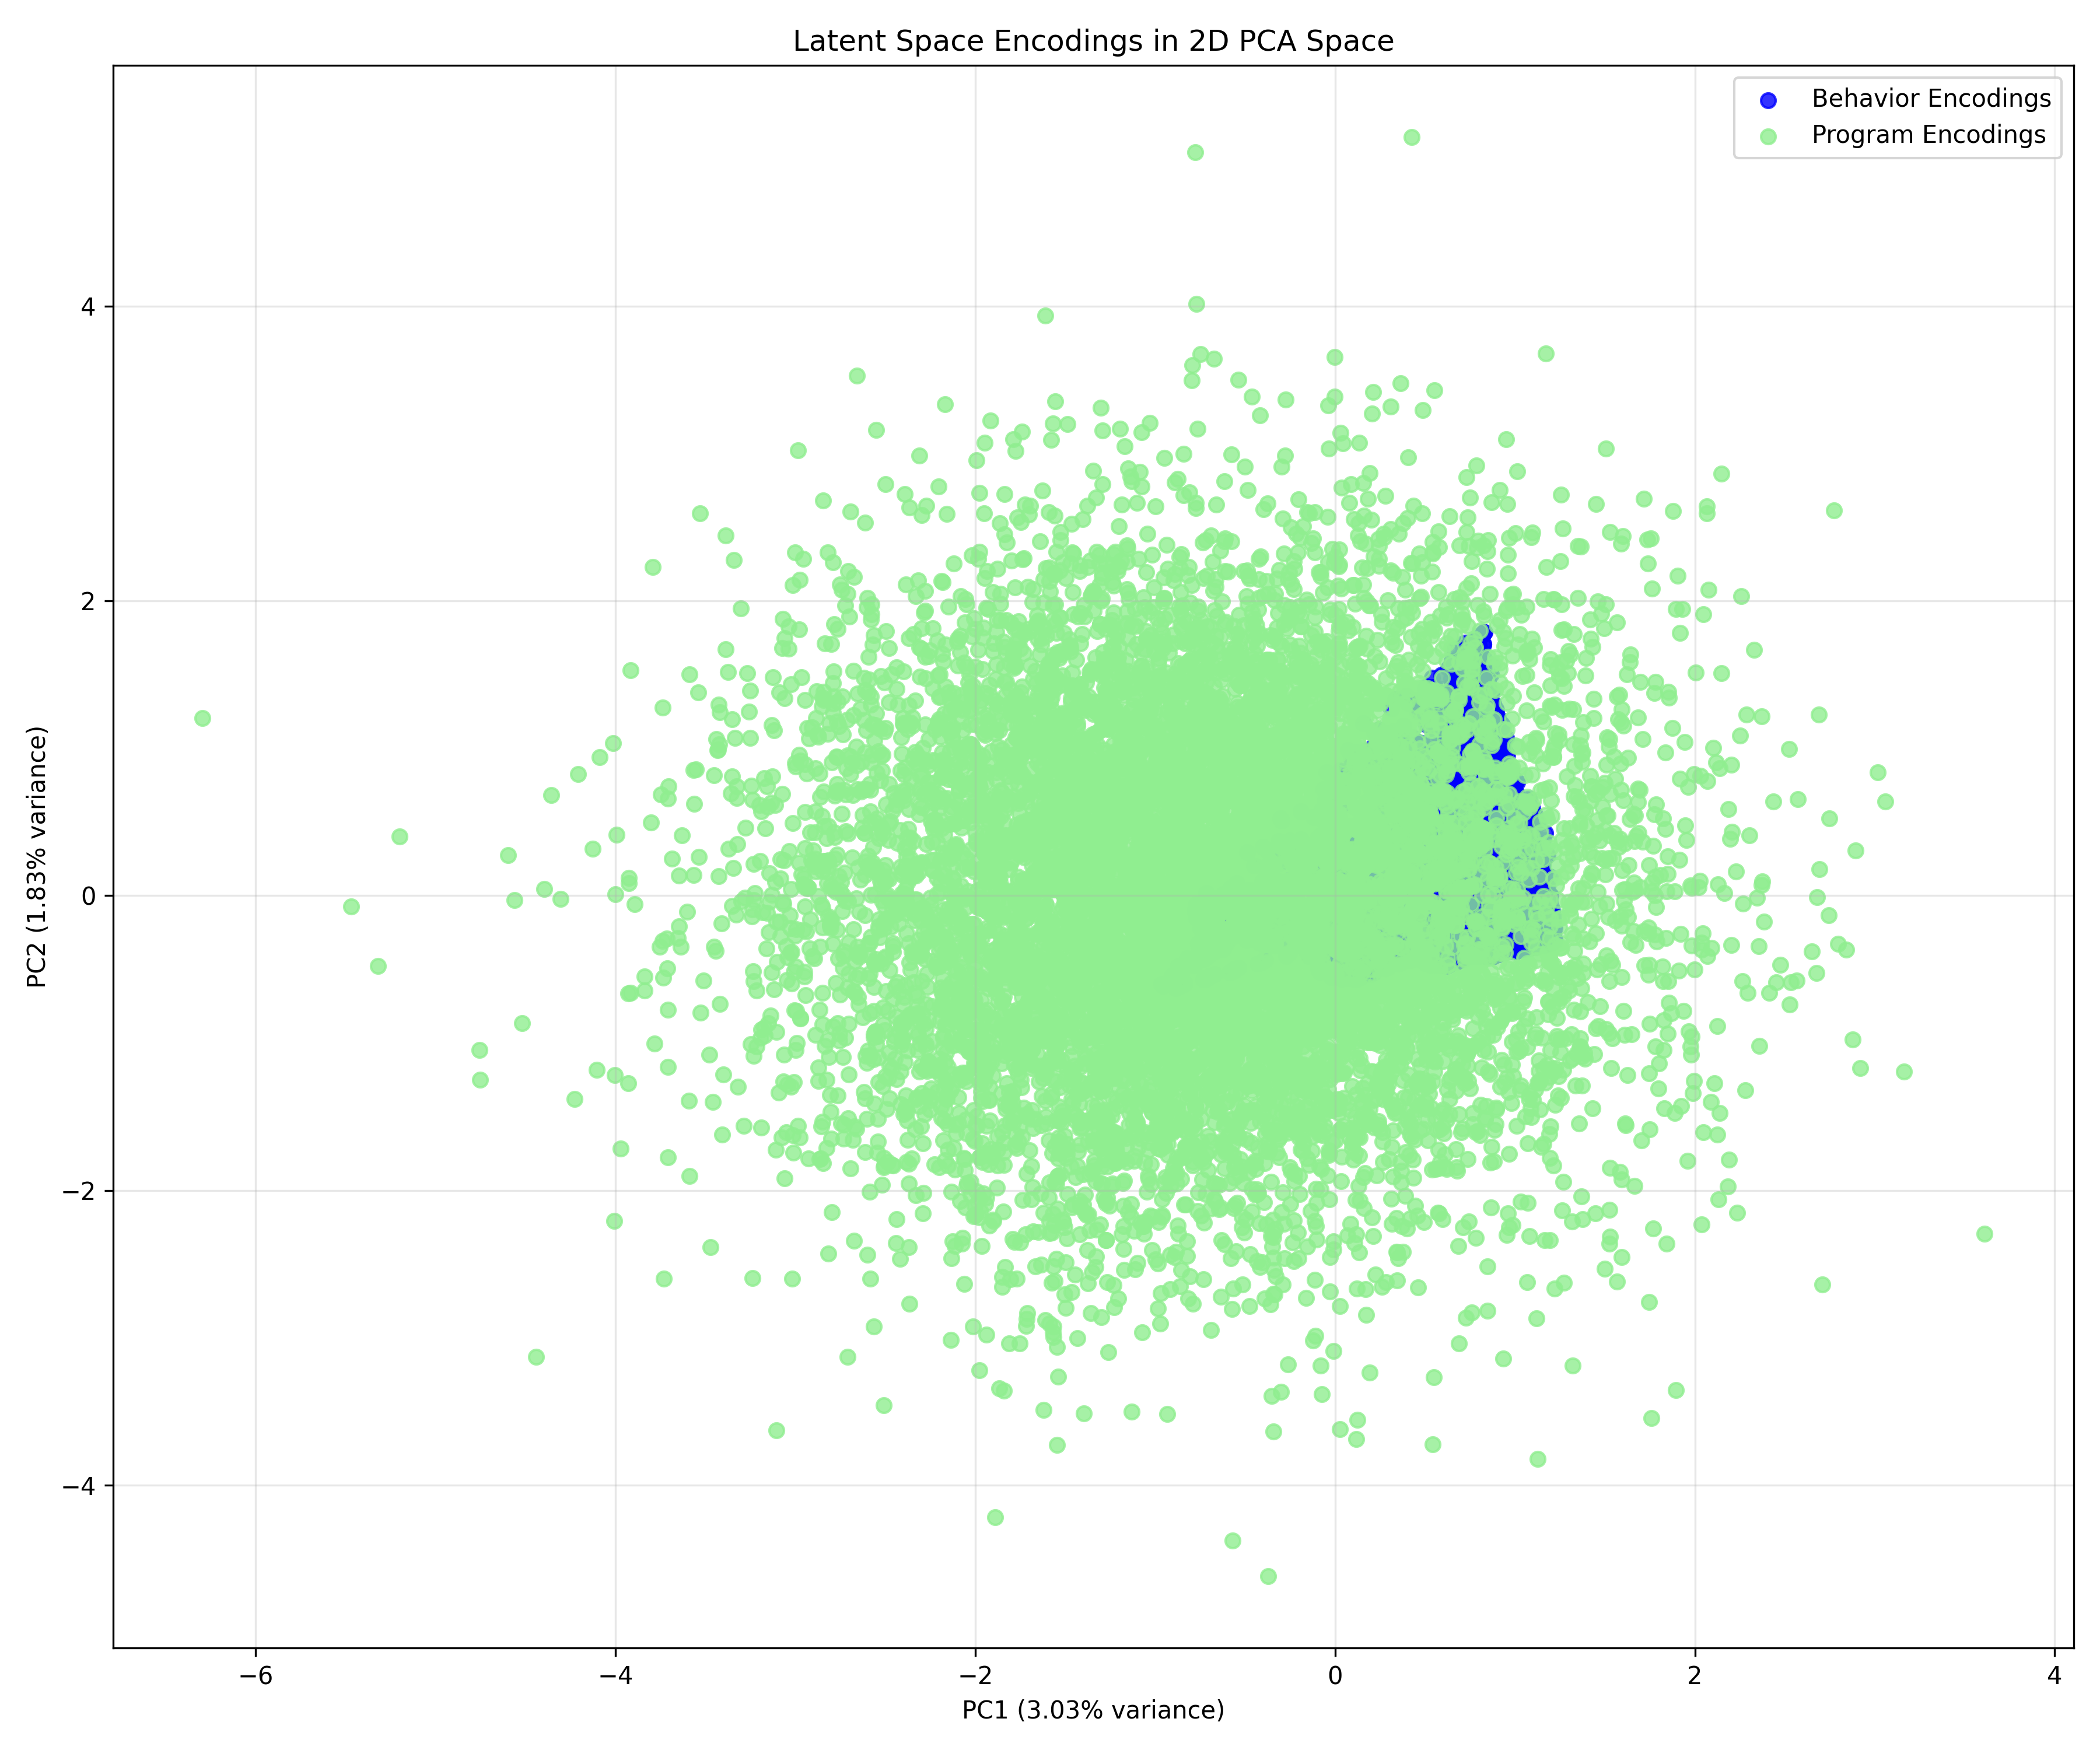 Latent Space Encodings in 2D PCA Space
Behavior Encodings
Program Encodings
PC2 (1.83% variance)
4
2
0
−2
−4
−6
−4
−2
0
2
4
PC1 (3.03% variance)